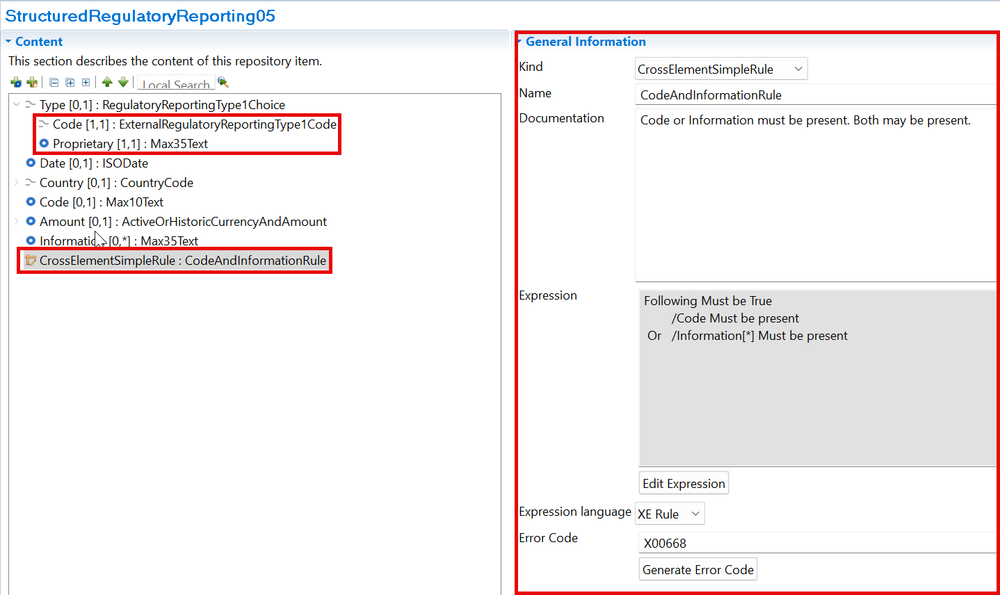 StructuredRegulatoryReporting05
Content
This section describes the content of this repository item.
Local Search
Type [0,1] : RegulatoryReportingType1Choice
Code [1,1] : ExternalRegulatoryReportingType1Code
Proprietary [1,1] : Max35Text
Date [0,1] : ISODate
Country [0,1] : CountryCode
Code [0,1] : Max10Text
Amount [0,1] : ActiveOrHistoricCurrencyAndAmount
Information [0,*] : Max35Text
CrossElementSimpleRule : CodeAndInformationRule
General Information
Kind CrossElementSimpleRule
Name CodeAndInformationRule
Documentation Code or Information must be present. Both may be present.
Expression Following Must be True
/Code Must be present
Or /Information[*] Must be present
Edit Expression
Expression language XE Rule
Error Code X00668
Generate Error Code